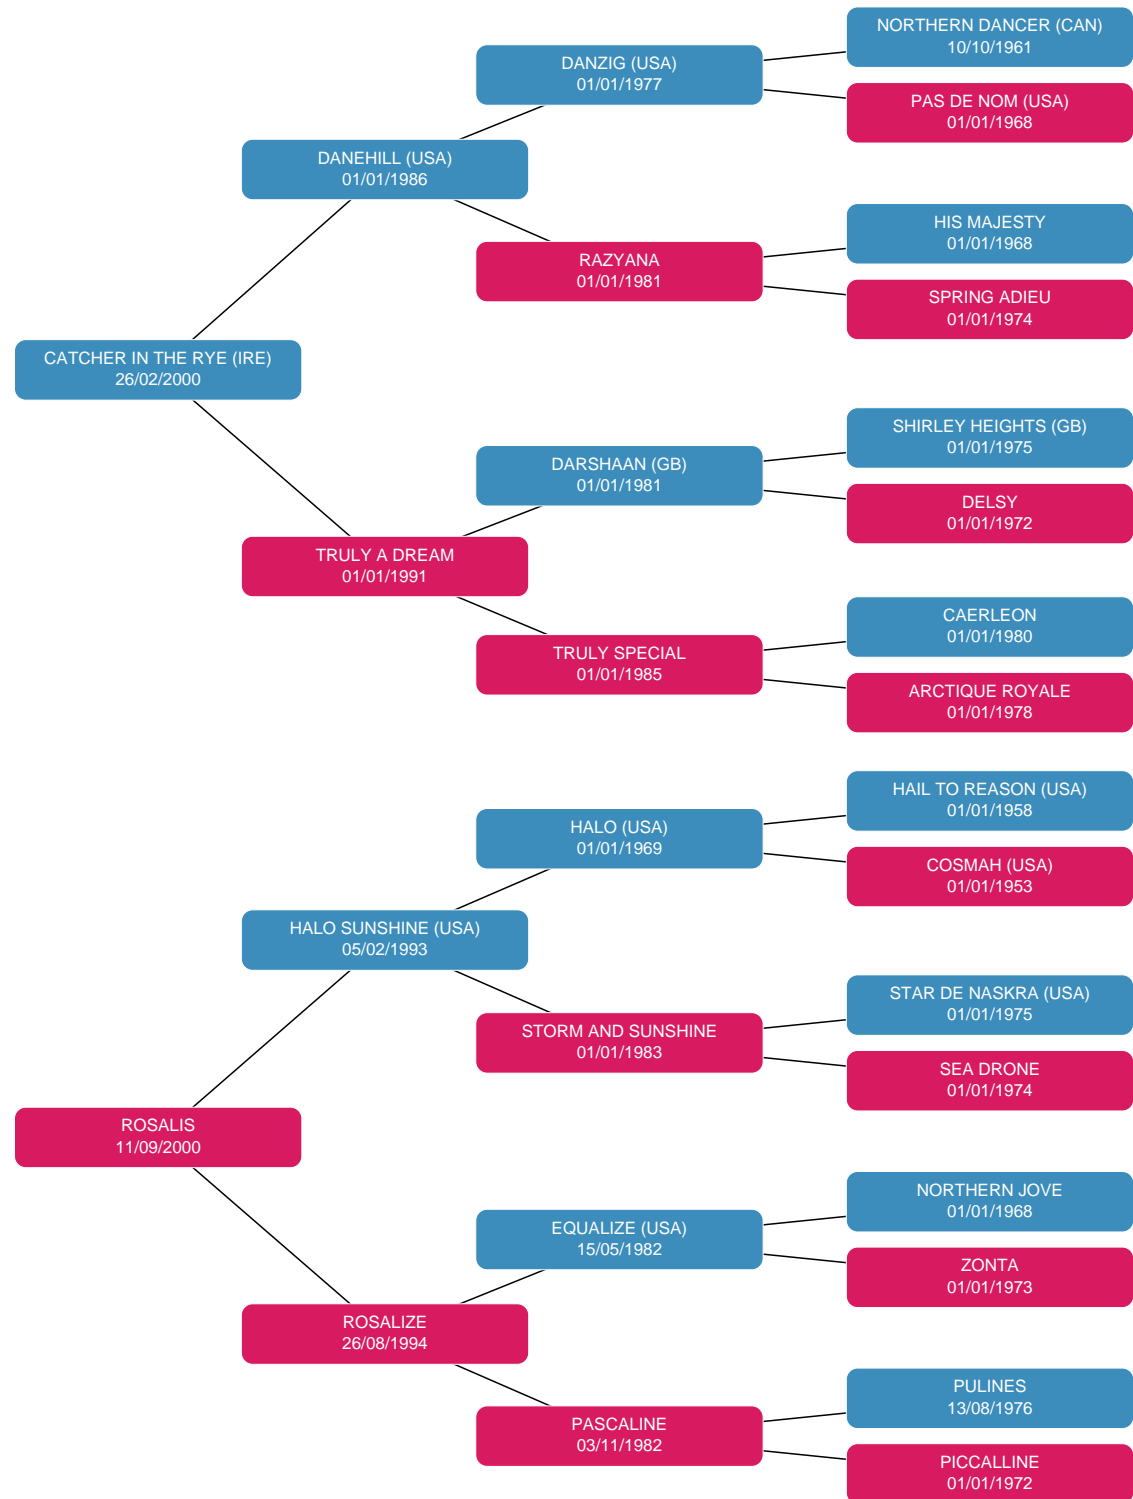 NORTHERN DANCER (CAN)
10/10/1961
DANZIG (USA)
01/01/1977
PAS DE NOM (USA)
01/01/1968
DANEHILL (USA)
01/01/1986
HIS MAJESTY
01/01/1968
RAZYANA
01/01/1981
SPRING ADIEU
01/01/1974
CATCHER IN THE RYE (IRE)
26/02/2000
SHIRLEY HEIGHTS (GB)
01/01/1975
DARSHAAN (GB)
01/01/1981
DELSY
01/01/1972
TRULY A DREAM
01/01/1991
CAERLEON
01/01/1980
TRULY SPECIAL
01/01/1985
ARCTIQUE ROYALE
01/01/1978
HAIL TO REASON (USA)
01/01/1958
HALO (USA)
01/01/1969
COSMAH (USA)
01/01/1953
HALO SUNSHINE (USA)
05/02/1993
STAR DE NASKRA (USA)
01/01/1975
STORM AND SUNSHINE
01/01/1983
SEA DRONE
01/01/1974
ROSALIS
11/09/2000
NORTHERN JOVE
01/01/1968
EQUALIZE (USA)
15/05/1982
ZONTA
01/01/1973
ROSALIZE
26/08/1994
PULINES
13/08/1976
PASCALINE
03/11/1982
PICCALLINE
01/01/1972